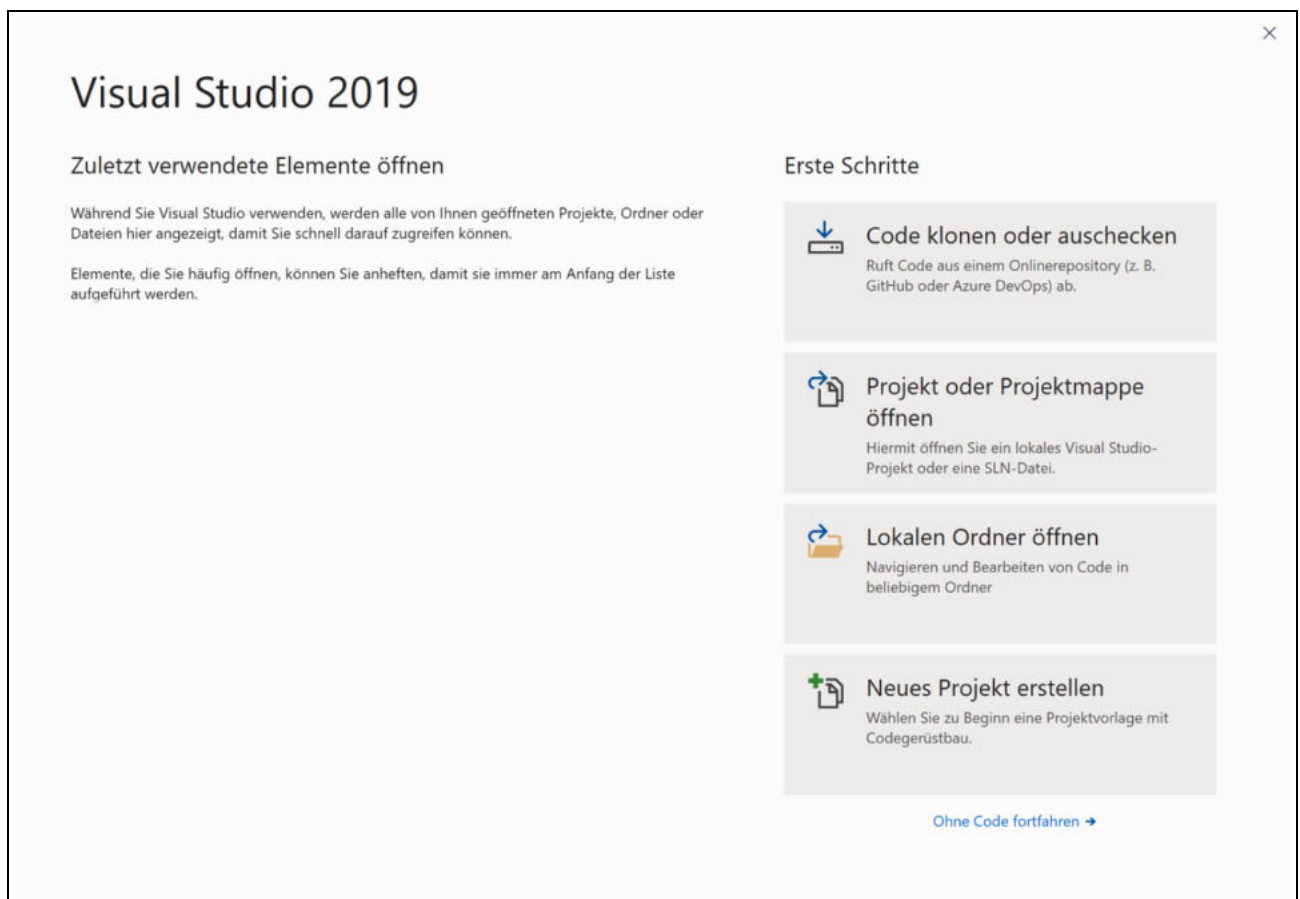 Visual Studio 2019
Zuletzt verwendete Elemente öffnen
Während Sie Visual Studio verwenden, werden alle von Ihnen geöffneten Projekte, Ordner oder
Dateien hier angezeigt, damit Sie schnell darauf zugreifen können.
Elemente, die Sie häufig öffnen, können Sie anheften, damit sie immer am Anfang der Liste
aufgeführt werden.
Erste Schritte
Code klonen oder auschecken
Ruft Code aus einem Onlinerepository (z. B.
GitHub oder Azure DevOps) ab.
Projekt oder Projektmappe
öffnen
Hiermit öffnen Sie ein lokales Visual Studio-
Projekt oder eine SLN-Datei.
Lokalen Ordner öffnen
Navigieren und Bearbeiten von Code in
beliebigem Ordner
Neues Projekt erstellen
Wählen Sie zu Beginn eine Projektvorlage mit
Codegerüstbau.
Ohne Code fortfahren →